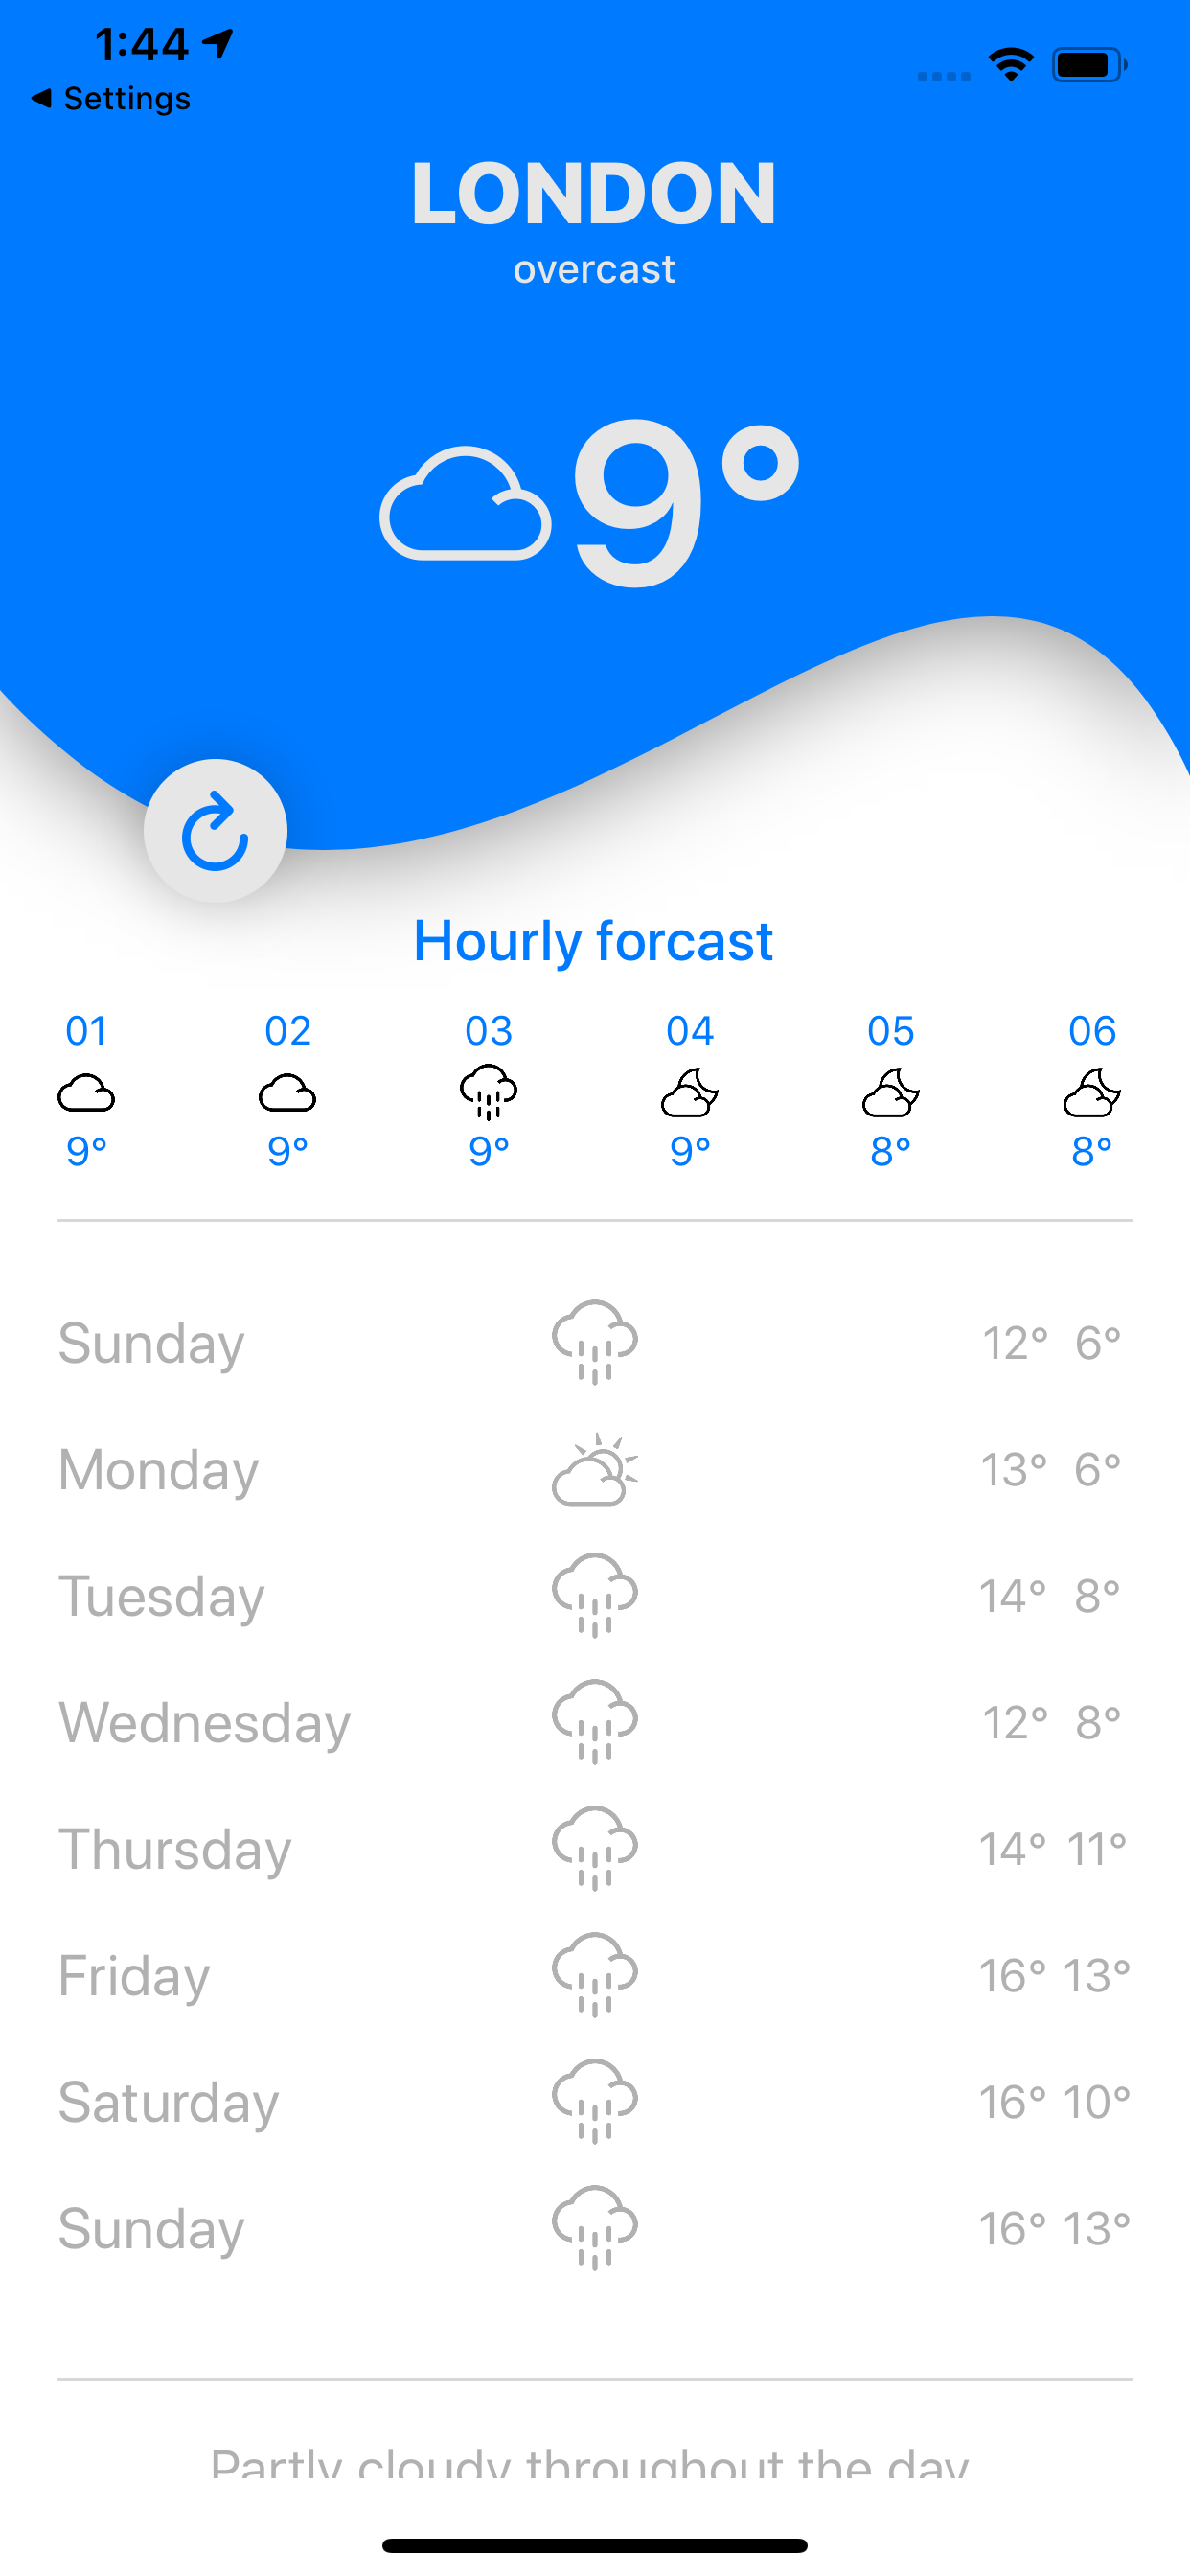 1:44
◀ Settings
LONDON
overcast
9°
Hourly forcast
01 02 03 04 05 06
9° 9° 9° 9° 8° 8°
Sunday 12° 6°
Monday 13° 6°
Tuesday 14° 8°
Wednesday 12° 8°
Thursday 14° 11°
Friday 16° 13°
Saturday 16° 10°
Sunday 16° 13°
Partly cloudy throughout the day